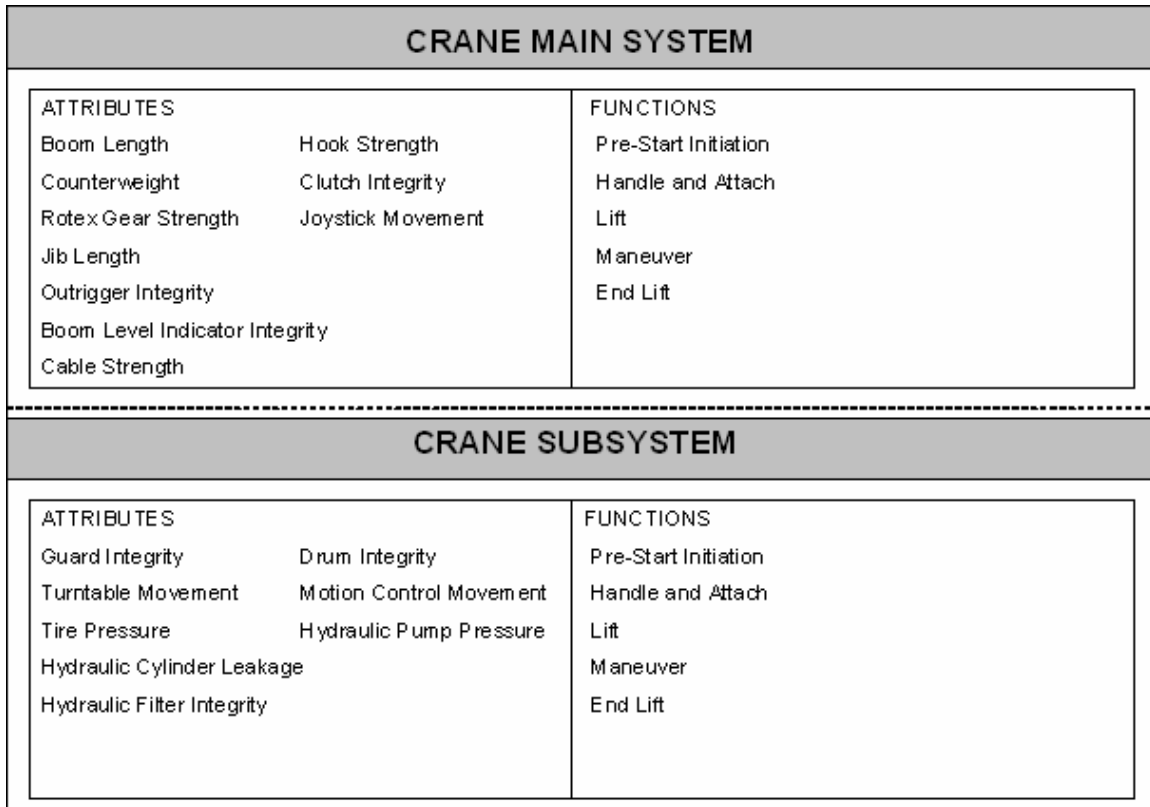 CRANE MAIN SYSTEM
ATTRIBUTES
Boom Length
Hook Strength
Counterweight
Clutch Integrity
Rotex Gear Strength
Joystick Movement
Jib Length
Outrigger Integrity
Boom Level Indicator Integrity
Cable Strength
FUNCTIONS
Pre-Start Initiation
Handle and Attach
Lift
Maneuver
End Lift
CRANE SUBSYSTEM
ATTRIBUTES
Guard Integrity
Drum Integrity
Turntable Movement
Motion Control Movement
Tire Pressure
Hydraulic Pump Pressure
Hydraulic Cylinder Leakage
Hydraulic Filter Integrity
FUNCTIONS
Pre-Start Initiation
Handle and Attach
Lift
Maneuver
End Lift